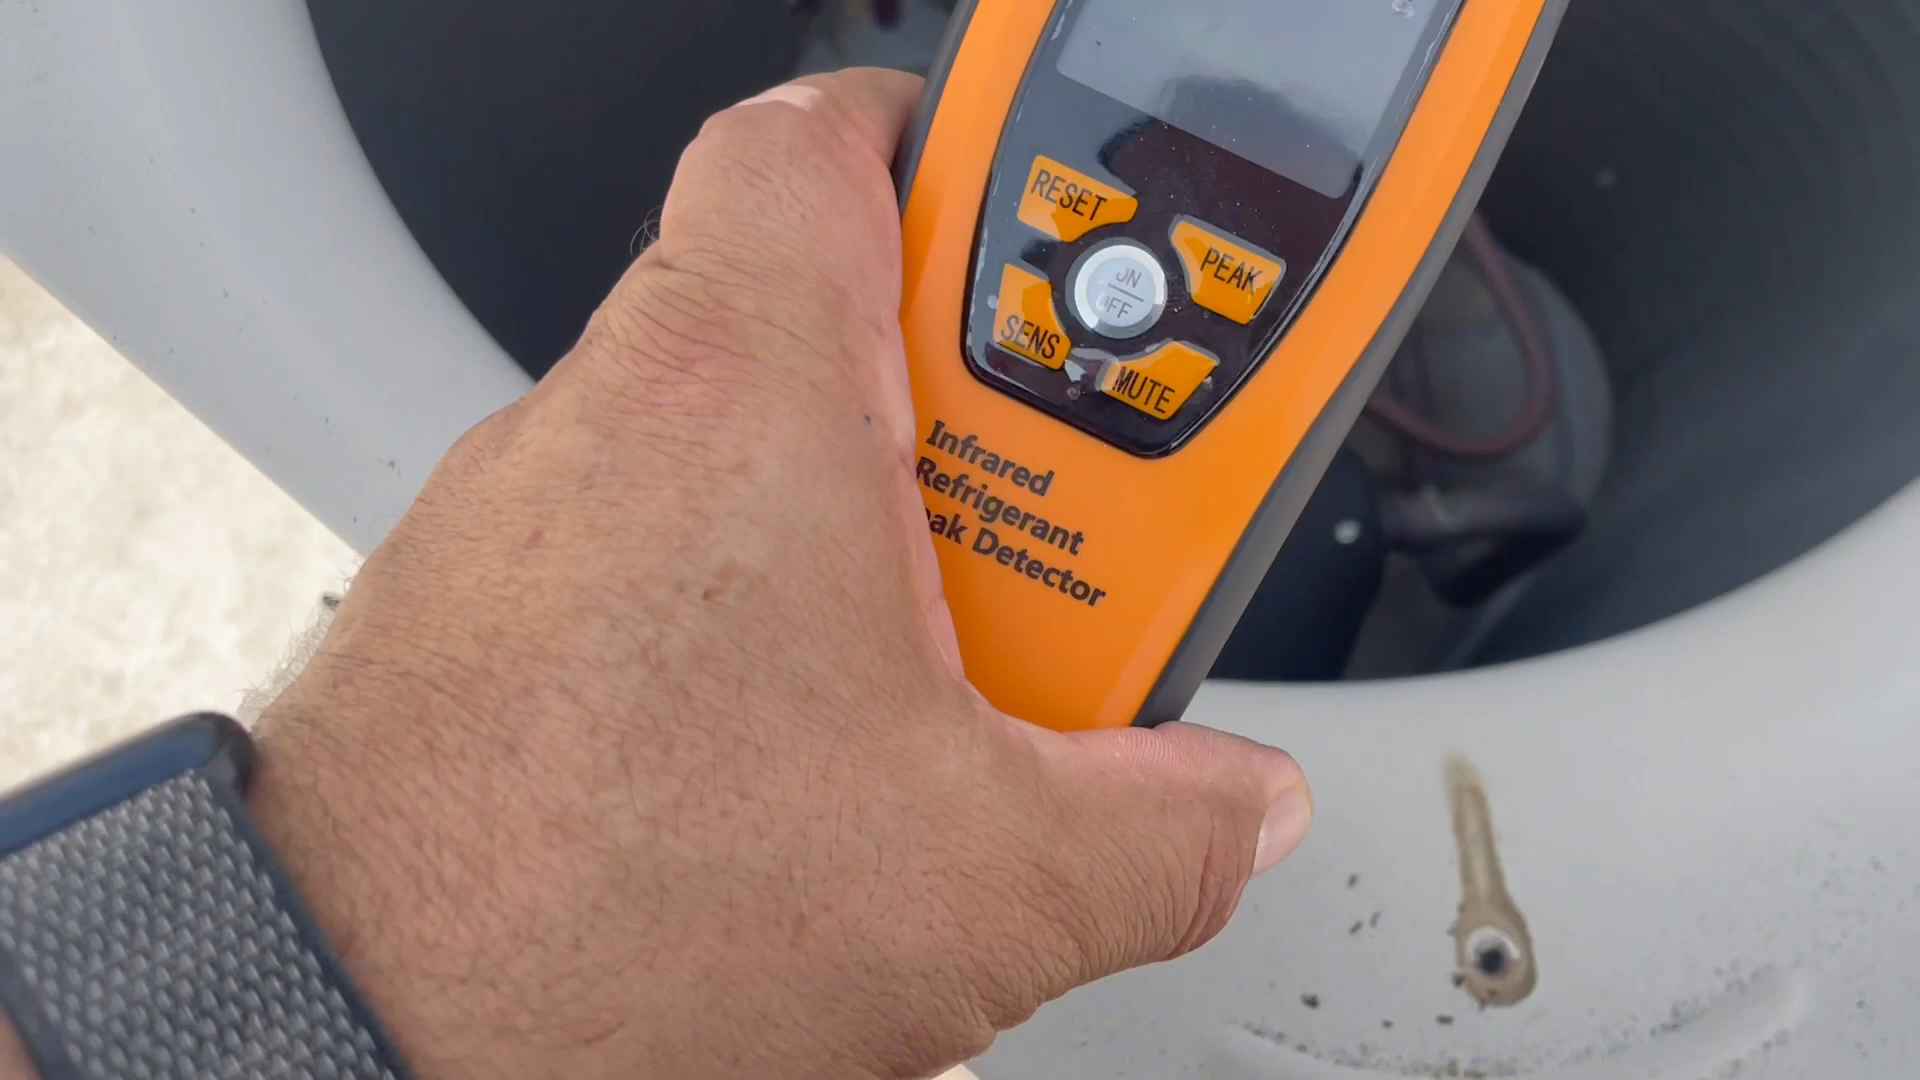 RESET
PEAK
ON
OFF
SENS
MUTE
Infrared
Refrigerant
Detector